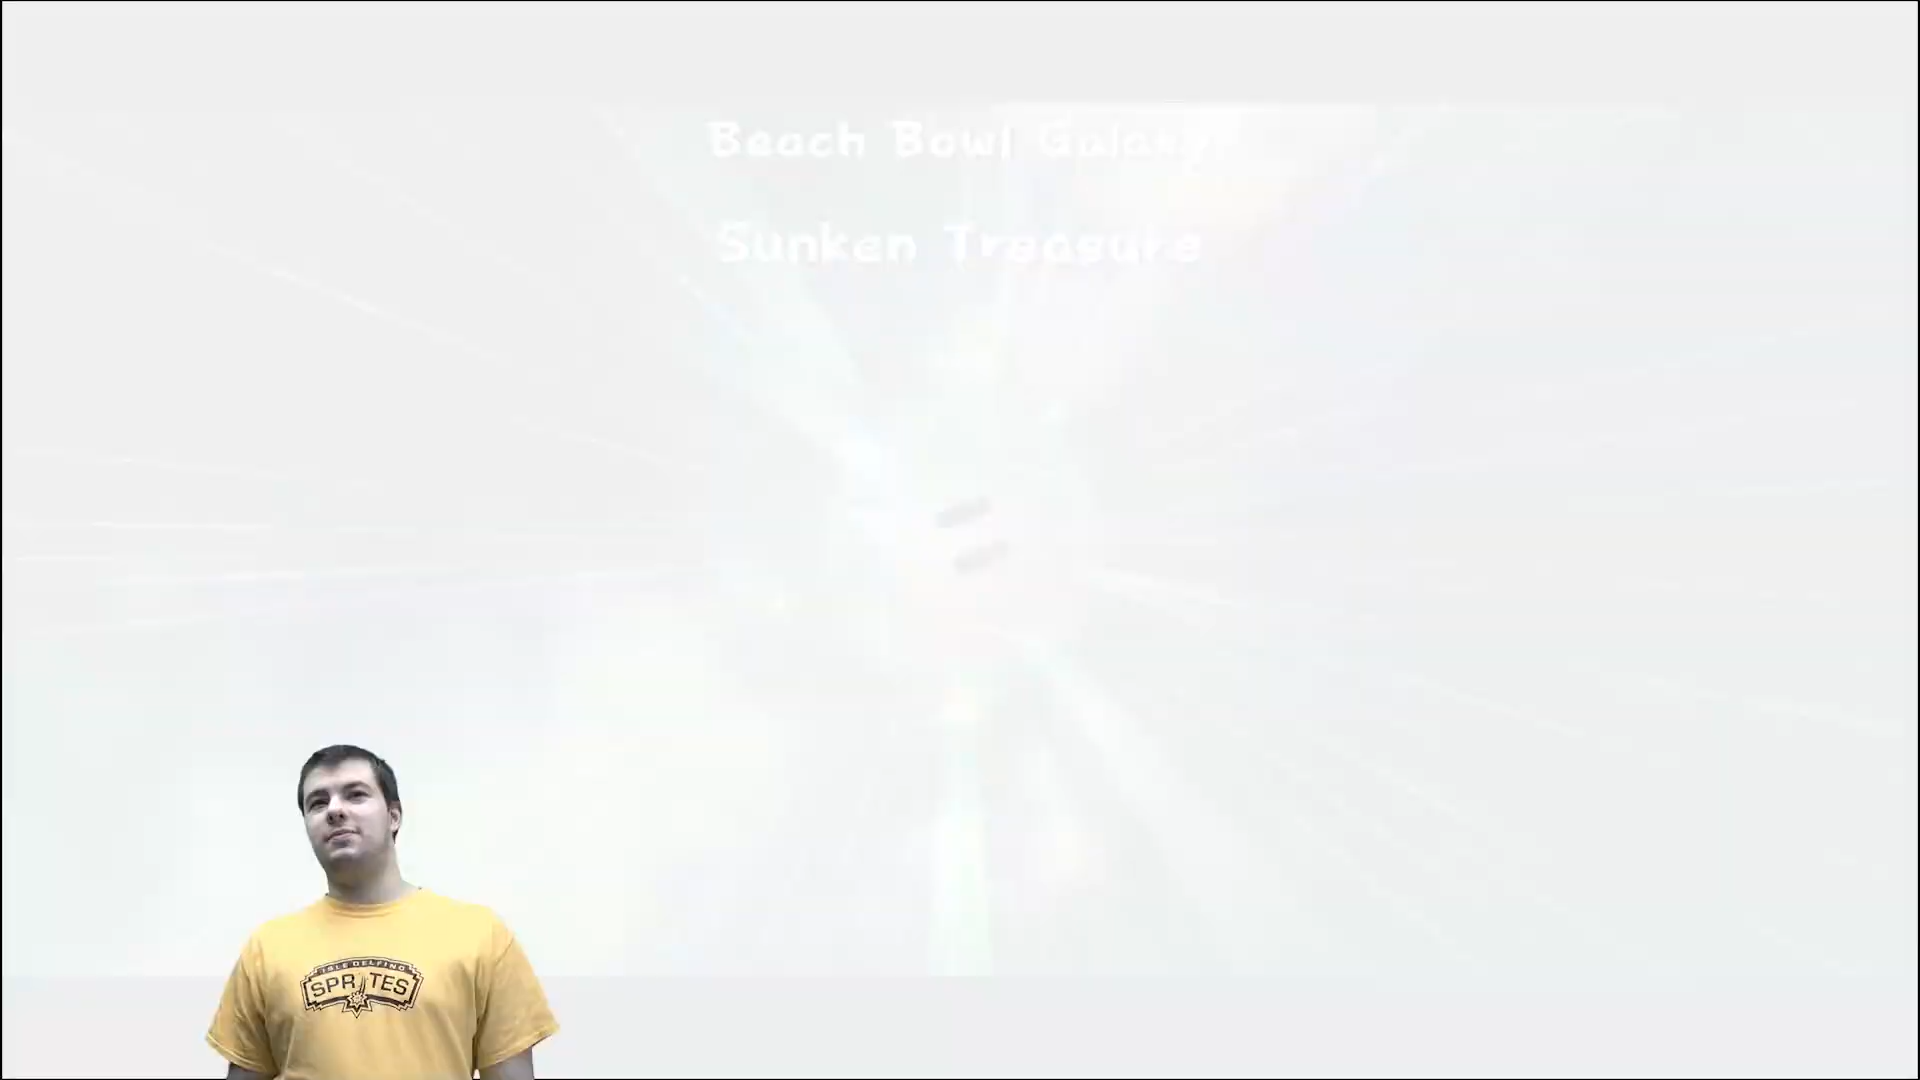 Beach Bowl Galaxy
Sunken Treasure
ISLE DELFINO
SPRITES